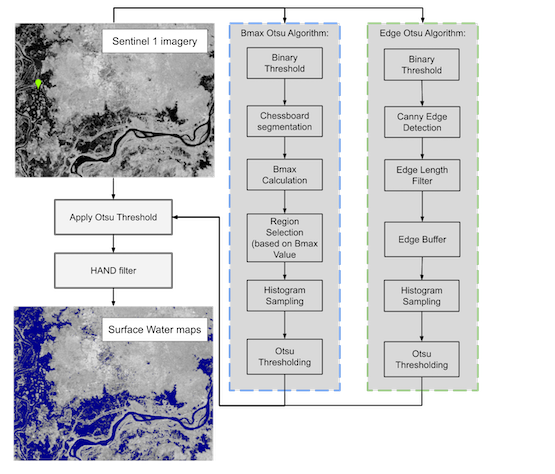 Sentinel 1 imagery
Apply Otsu Threshold
HAND filter
Surface Water maps
Bmax Otsu Algorithm:
Binary
Threshold
Chessboard
segmentation
Bmax
Calculation
Region
Selection
(based on Bmax
Value
Histogram
Sampling
Otsu
Thresholding
Edge Otsu Algorithm:
Binary
Threshold
Canny Edge
Detection
Edge Length
Filter
Edge Buffer
Histogram
Sampling
Otsu
Thresholding